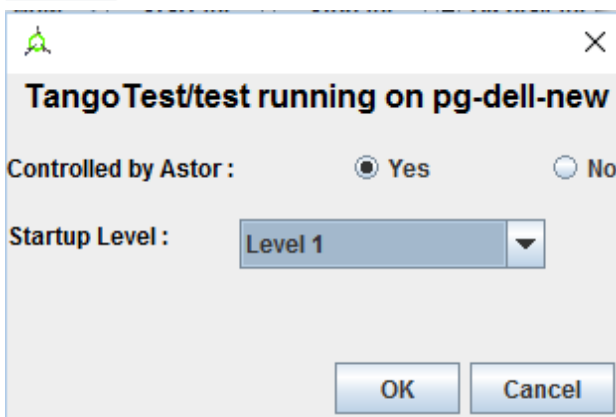 TangoTest/test running on pg-dell-new
Controlled by Astor : Yes No
Startup Level : Level 1
OK Cancel